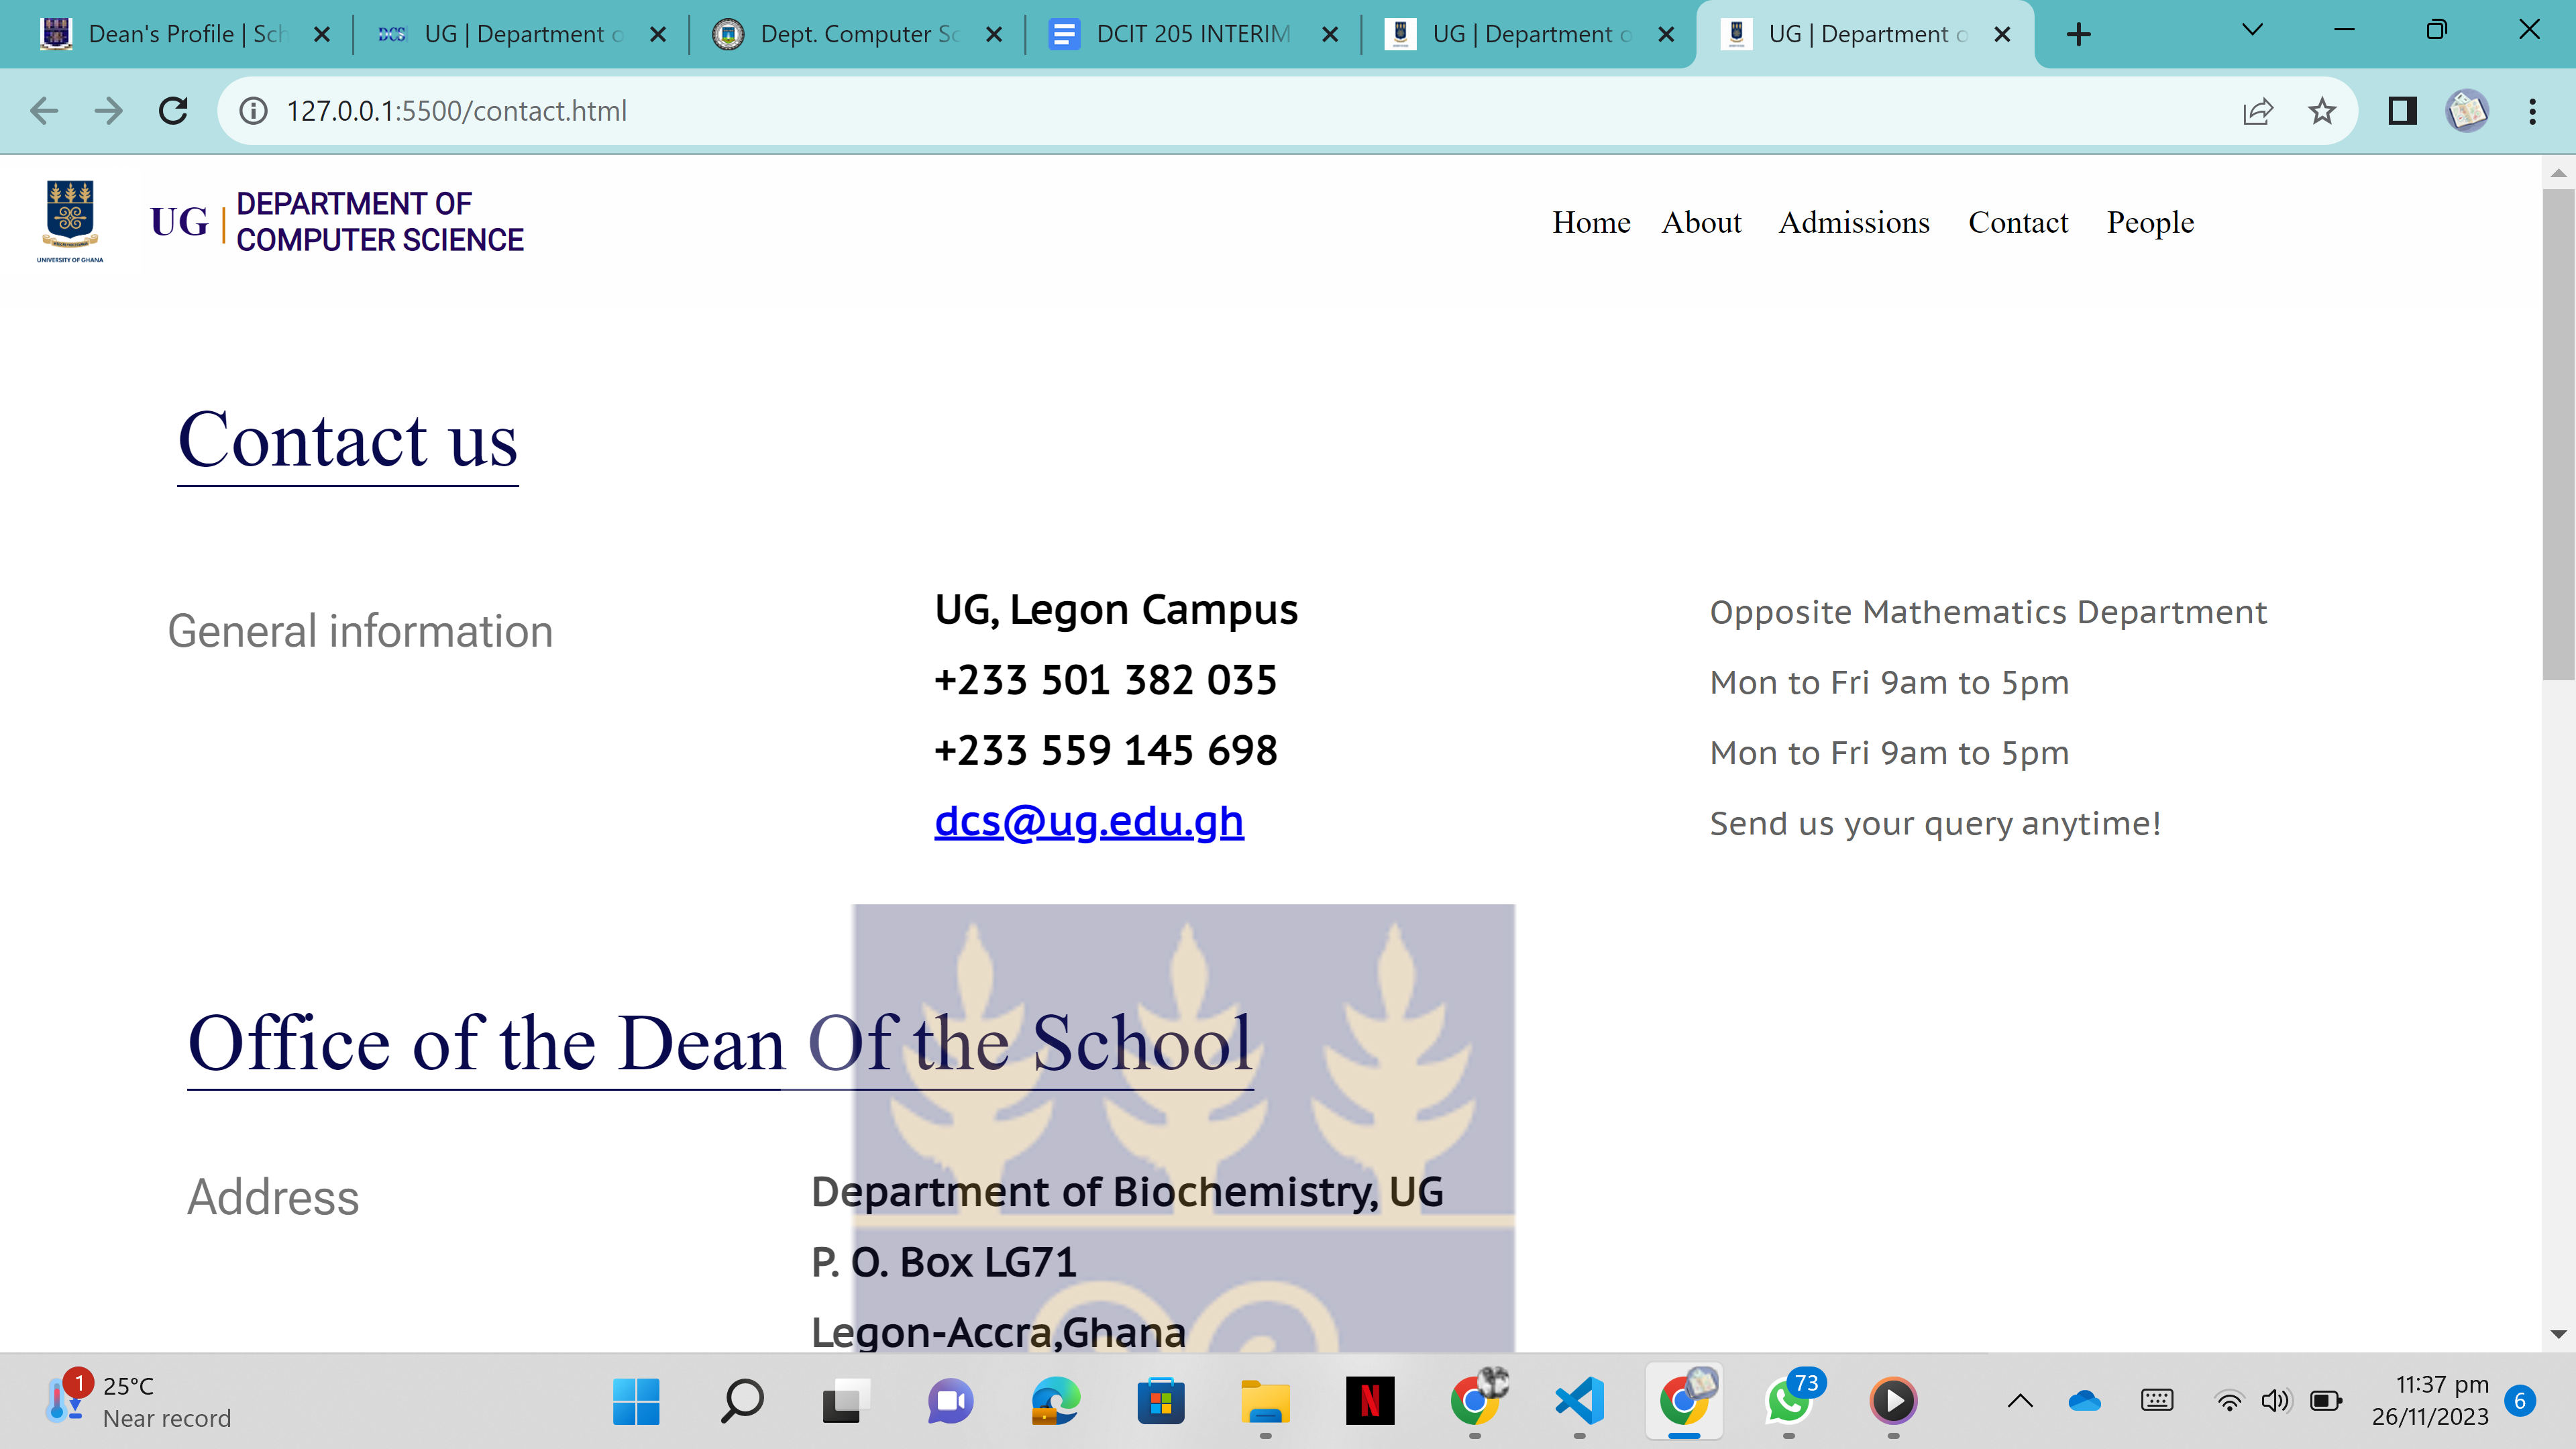 Dean's Profile | Sch
DCS UG | Department o
Dept. Computer Sc
DCIT 205 INTERIM
UG | Department o
UG | Department o
127.0.0.1:5500/contact.html
UNIVERSITY OF GHANA
UG | DEPARTMENT OF
COMPUTER SCIENCE
Home About Admissions Contact People
Contact us
General information
UG, Legon Campus
+233 501 382 035
+233 559 145 698
dcs@ug.edu.gh
Opposite Mathematics Department
Mon to Fri 9am to 5pm
Mon to Fri 9am to 5pm
Send us your query anytime!
Office of the Dean Of the School
Address
Department of Biochemistry, UG
P. O. Box LG71
Legon-Accra,Ghana
1
25°C
Near record
N
73
11:37 pm
26/11/2023
6